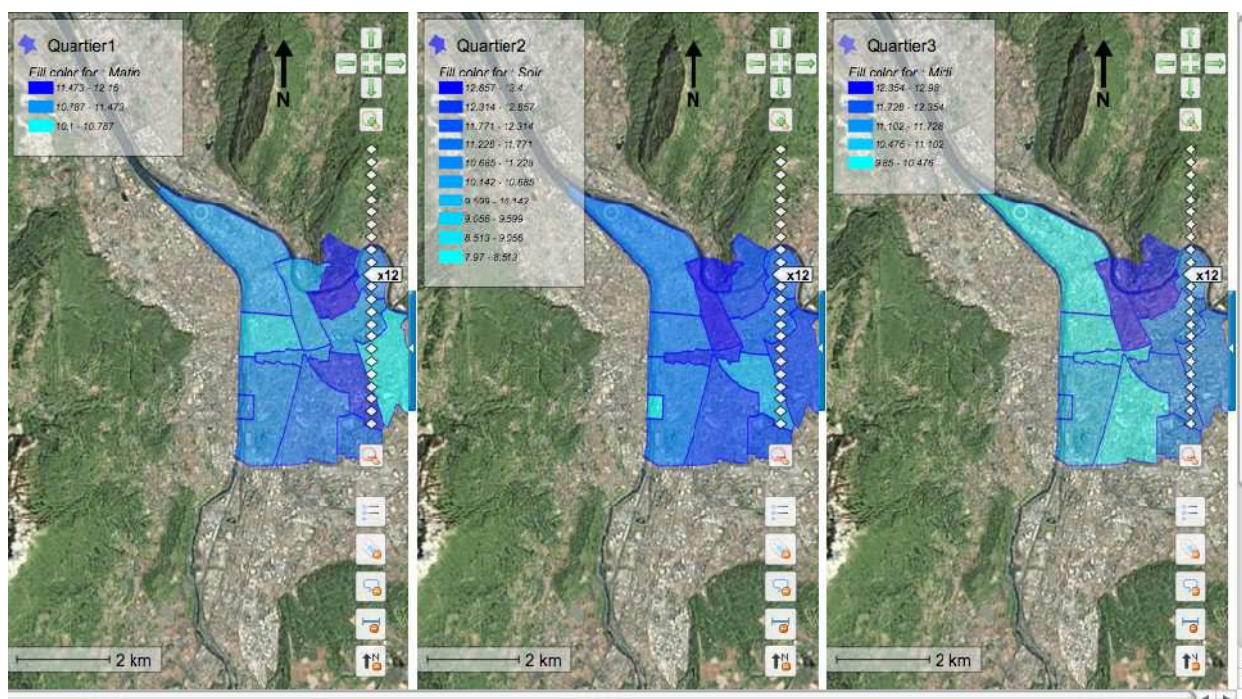 Quartier1
Fill color for : Matin
11.473 - 12.16
10.787 - 11.473
10.1 - 10.787
N
x12
2 km
Quartier2
Fill color for : Soir
12.857 - 13.4
12.314 - 12.857
11.771 - 12.314
11.228 - 11.771
10.685 - 11.228
10.142 - 10.685
9.599 - 10.142
9.056 - 9.599
8.513 - 9.056
7.97 - 8.513
N
x12
2 km
Quartier3
Fill color for : Midi
12.354 - 12.98
11.728 - 12.354
11.102 - 11.728
10.476 - 11.102
9.85 - 10.476
N
x12
2 km